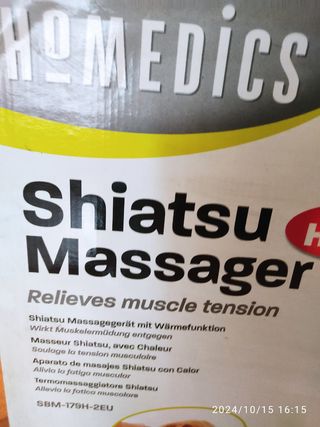 HOMEDICS
Shiatsu
Massager
Relieves muscle tension
Shiatsu Massagegerät mit Wärmefunktion
Wirkt Muskelermüdung entgegen
Masseur Shiatsu, avec Chaleur
Soulage la tension musculaire
Aparato de masajes Shiatsu con Calor
Alivia la fatiga muscular
Termomassaggiatore Shiatsu
Allevia la fatica muscolare
SBM-179H-2EU
2024/10/15 16:15